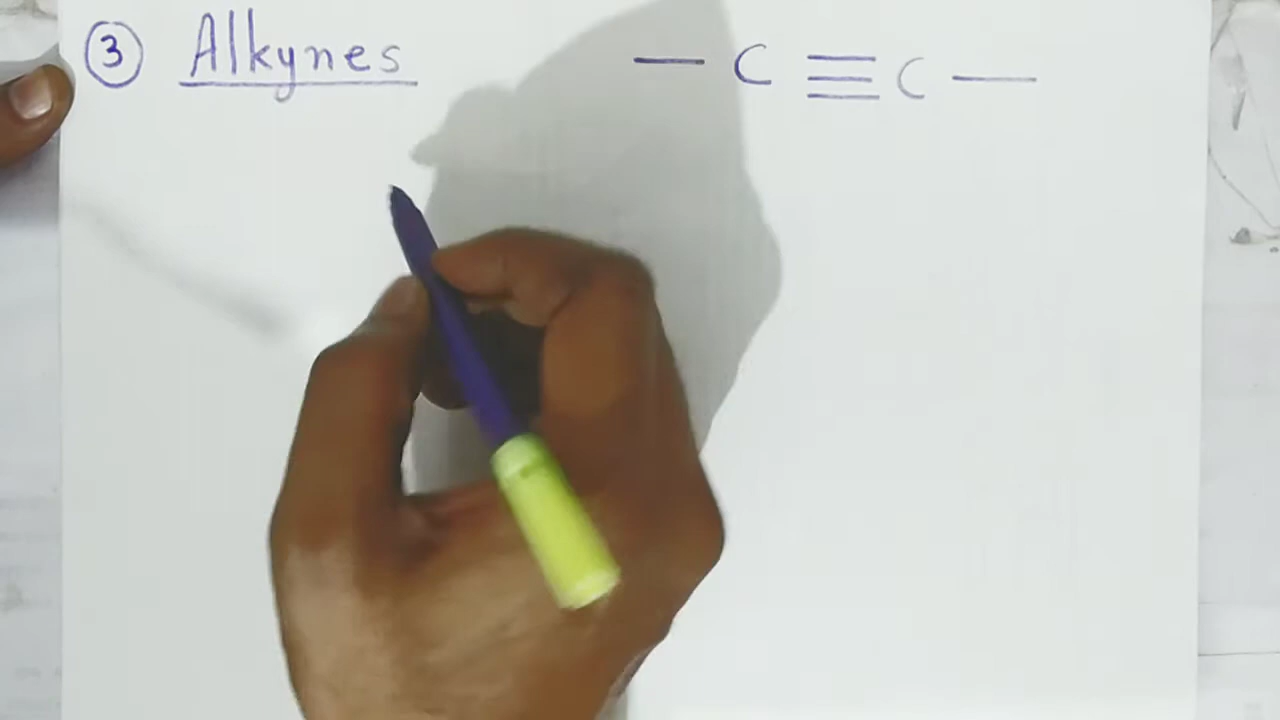 ③ Alkynes — C ≡ C —